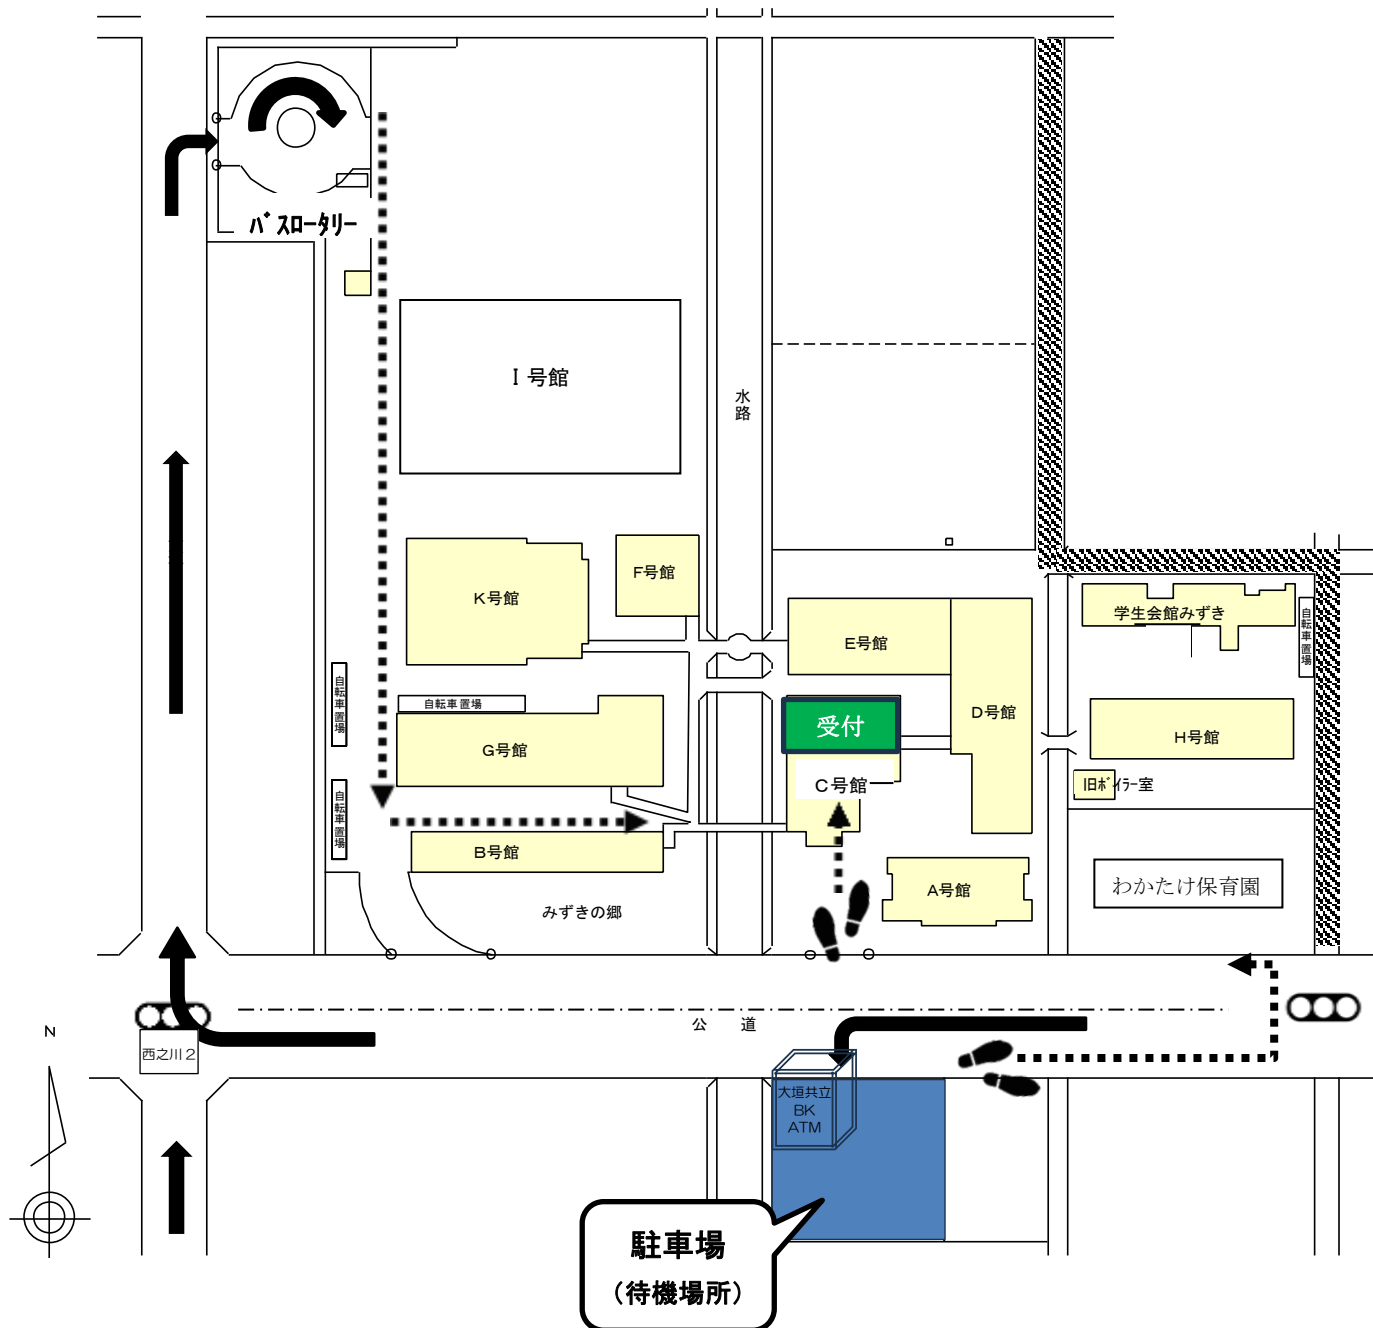 バスロータリー
Ⅰ号館
水路
F号館
K号館
学生会館みずき
自転車置場
E号館
自転車置場
自転車置場
D号館
受付
G号館
H号館
C号館
旧ボイラー室
自転車置場
B号館
A号館
わかたけ保育園
みずきの郷
公 道
N
西之川2
大垣共立
BK
ATM
駐車場
(待機場所)